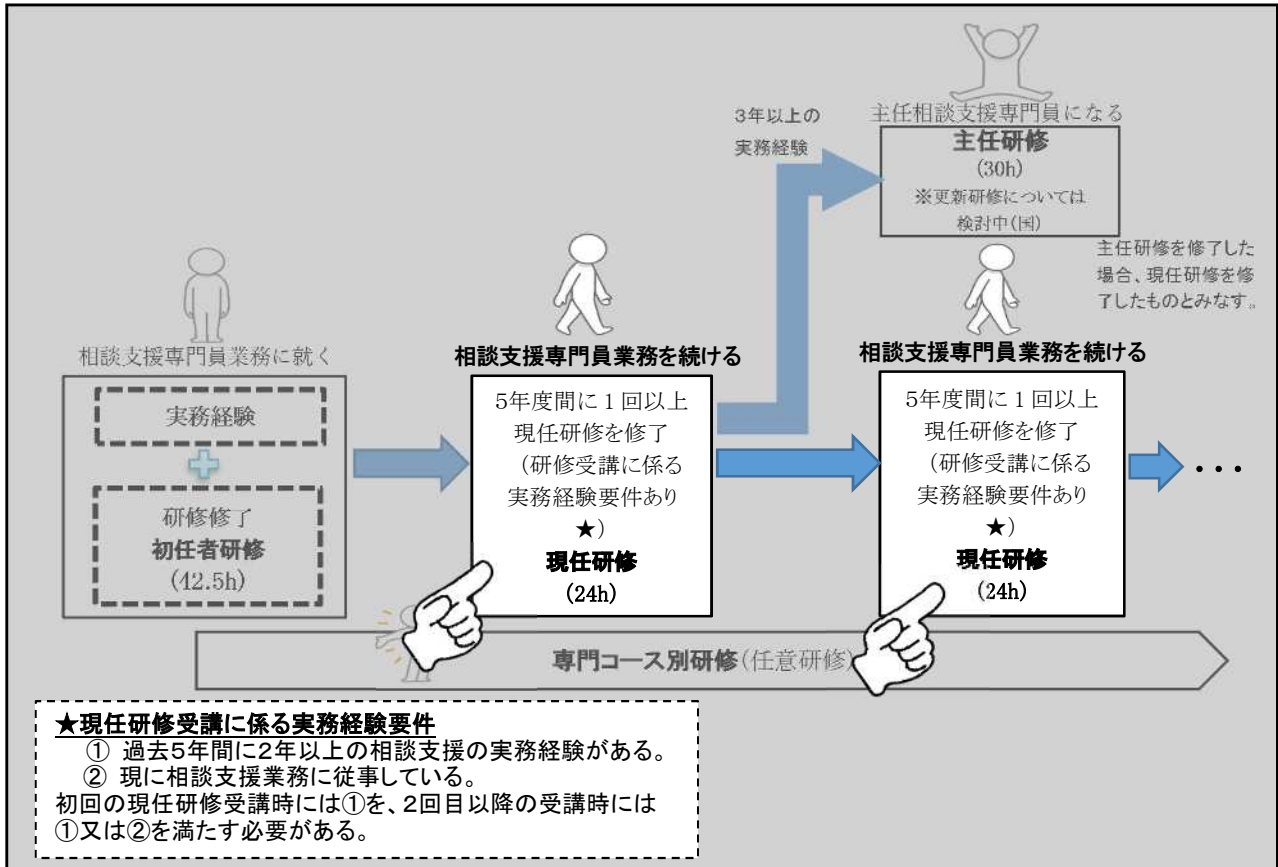 3年以上の
実務経験
主任相談支援専門員になる
主任研修
(30h)
※更新研修については
検討中(国)
主任研修を修了した
場合、現任研修を修
了したものとみなす。
相談支援専門員業務に就く
実務経験
研修修了
初任者研修
(42.5h)
相談支援専門員業務を続ける
5年度間に1回以上
現任研修を修了
(研修受講に係る
実務経験要件あり
★)
現任研修
(24h)
相談支援専門員業務を続ける
5年度間に1回以上
現任研修を修了
(研修受講に係る
実務経験要件あり
★)
現任研修
(24h)
・・・
専門コース別研修(任意研修)
★現任研修受講に係る実務経験要件
① 過去5年間に2年以上の相談支援の実務経験がある。
② 現に相談支援業務に従事している。
初回の現任研修受講時には①を、2回目以降の受講時には
①又は②を満たす必要がある。